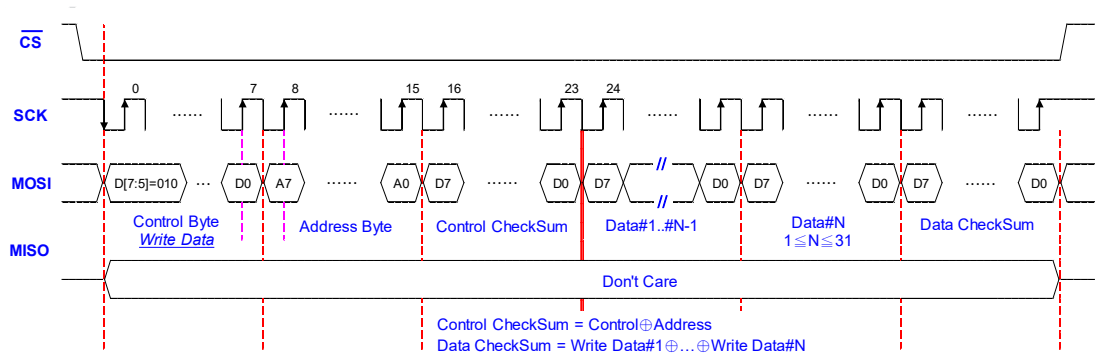 CS
0 7 8 15 16 23 24
SCK ...... ...... ...... ...... ...... ......
MOSI D[7:5]=010 ... D0 A7 ...... A0 D7 ...... D0 D7 // // D0 D7 ...... D0 D7 ...... D0
Control Byte Address Byte Control CheckSum Data#1..#N-1 Data#N Data CheckSum
Write Data 1≦N≦31
MISO
Don't Care
Control CheckSum = Control⊕Address
Data CheckSum = Write Data#1⊕…⊕Write Data#N